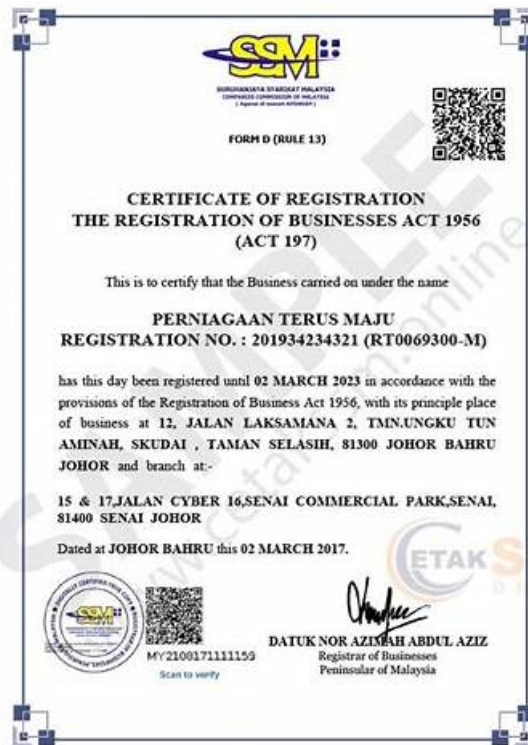 SSM
SURUHANJAYA SYARIKAT MALAYSIA
COMPANIES COMMISSION OF MALAYSIA
FORM D (RULE 13)
CERTIFICATE OF REGISTRATION
THE REGISTRATION OF BUSINESSES ACT 1956
(ACT 197)
This is to certify that the Business carried on under the name
PERNIAGAAN TERUS MAJU
REGISTRATION NO. : 201934234321 (RT0069300-M)
has this day been registered until 02 MARCH 2023 in accordance with the
provisions of the Registration of Business Act 1956, with its principle place
of business at 12, JALAN LAKSAMANA 2, TMN.UNGKU TUN
AMINAH, SKUDAI , TAMAN SELASIH, 81300 JOHOR BAHRU
JOHOR and branch at:-
15 & 17,JALAN CYBER 16,SENAI COMMERCIAL PARK,SENAI,
81400 SENAI JOHOR
Dated at JOHOR BAHRU this 02 MARCH 2017.
ETAK
SSM
MY2108171111159
Scan to verify
DATUK NOR AZIMAH ABDUL AZIZ
Registrar of Businesses
Peninsular of Malaysia
SAMPLE